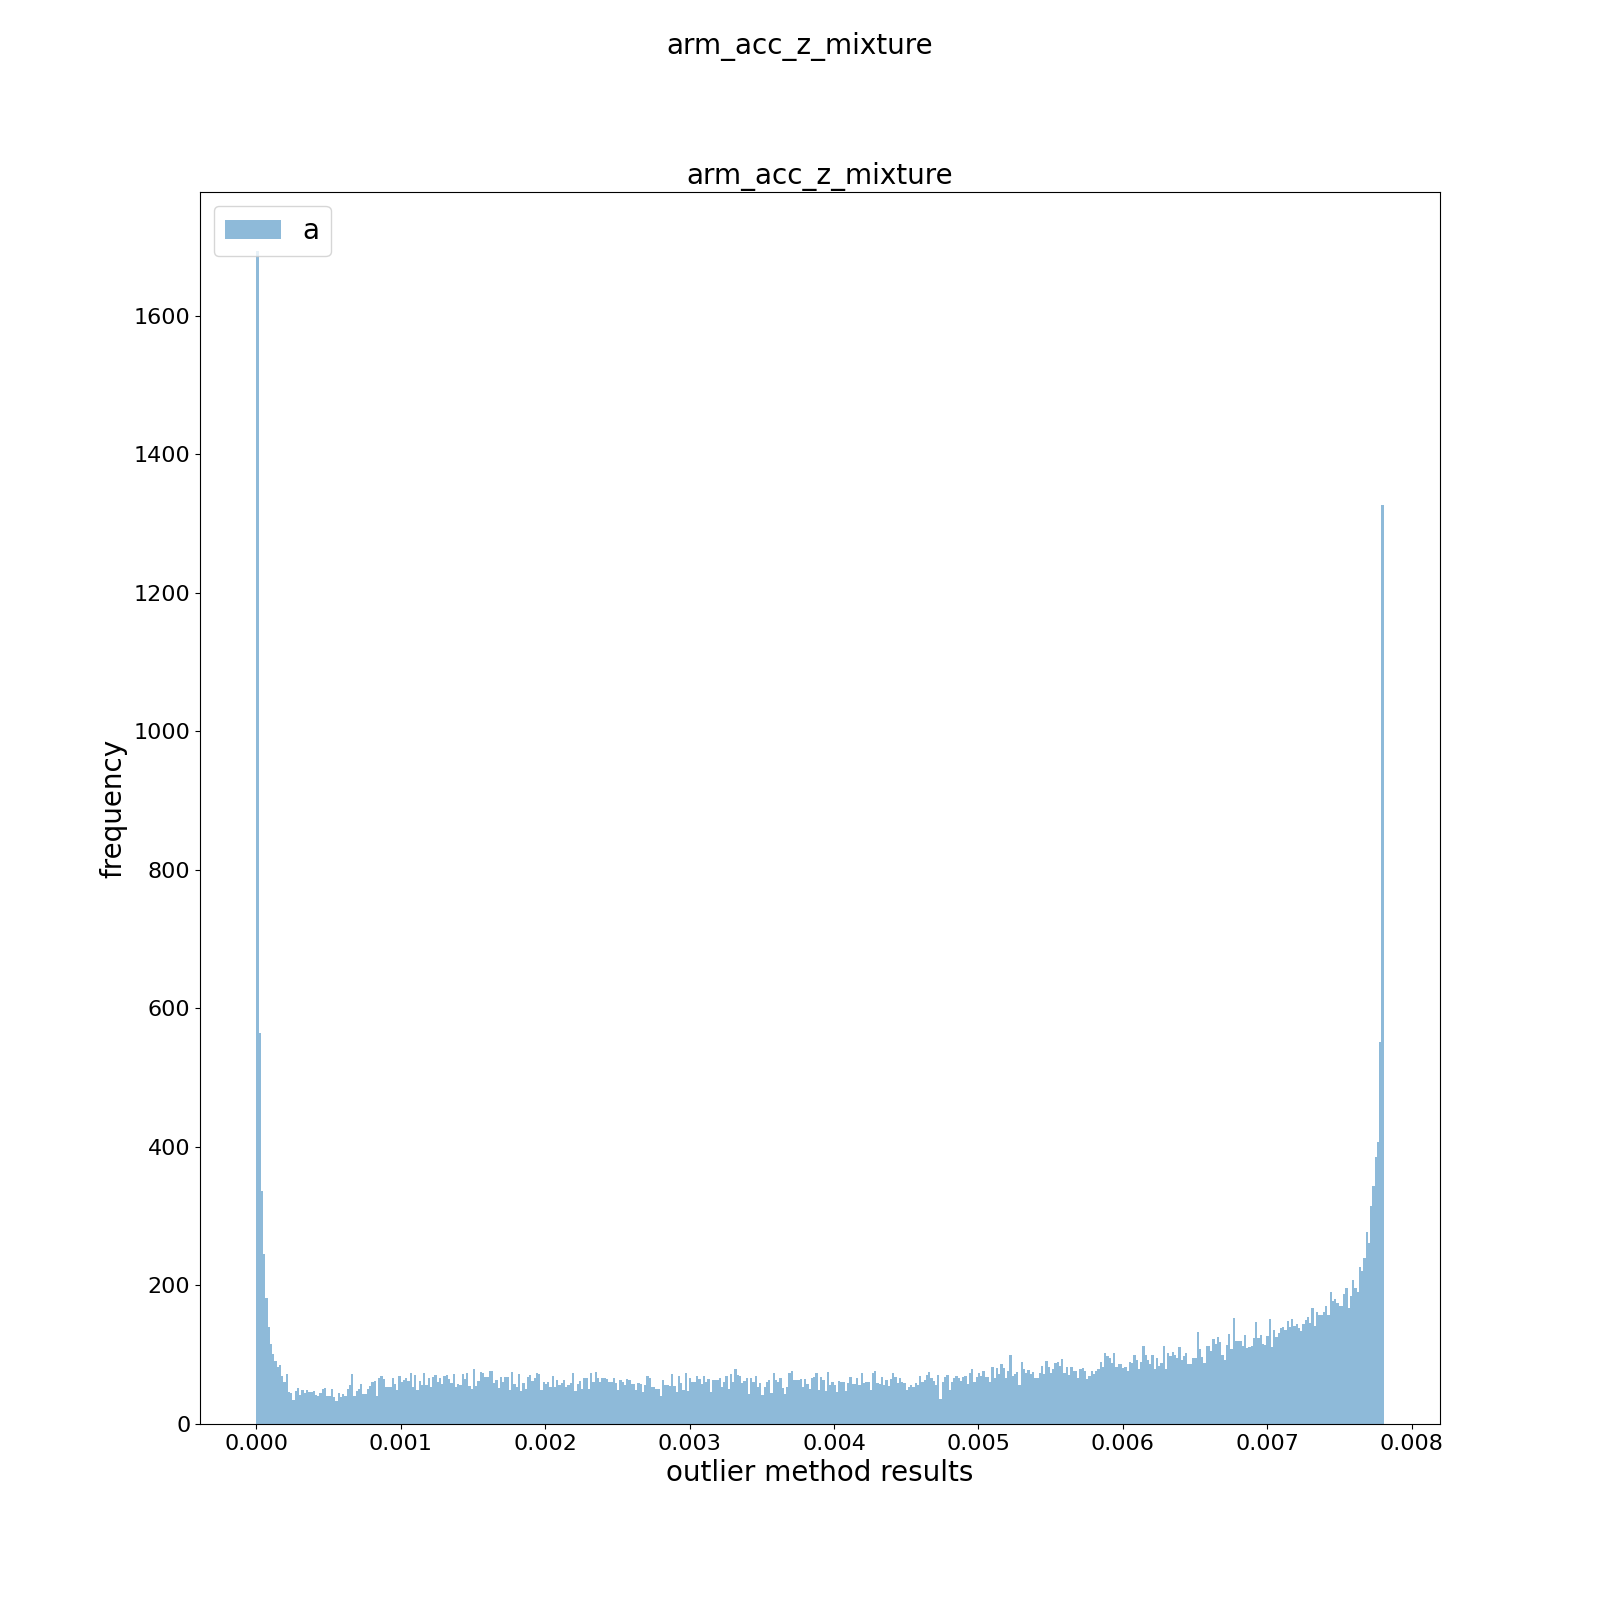 arm_acc_z_mixture
arm_acc_z_mixture
a
1600
1400
1200
1000
800
600
400
200
0
frequency
0.000 0.001 0.002 0.003 0.004 0.005 0.006 0.007 0.008
outlier method results